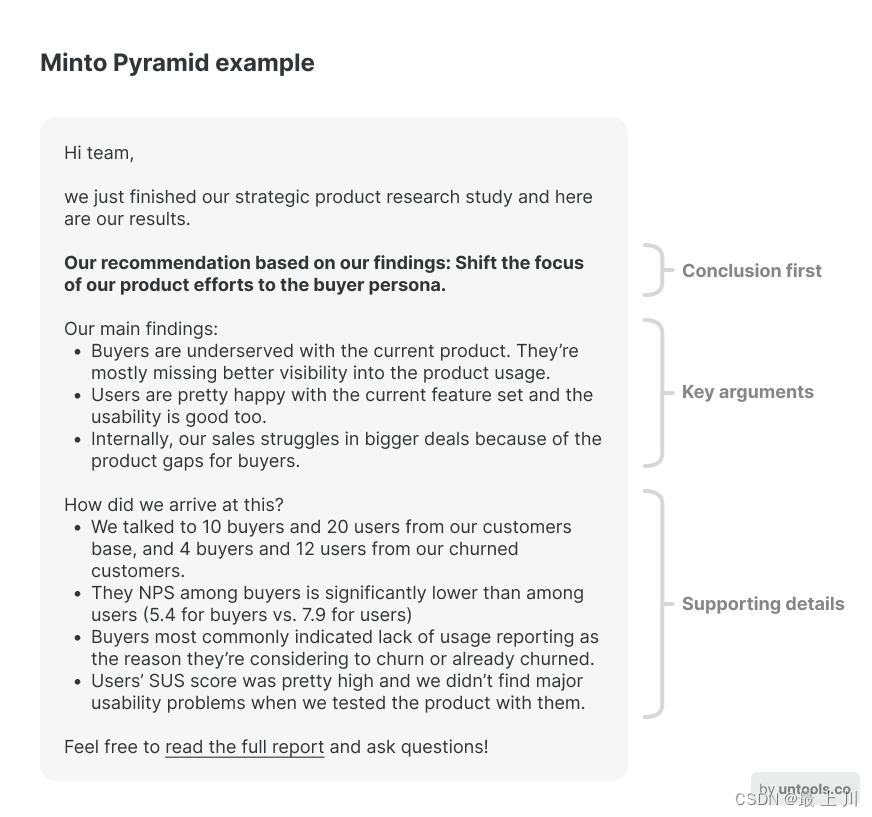 Minto Pyramid example
Hi team,
we just finished our strategic product research study and here
are our results.
Our recommendation based on our findings: Shift the focus
of our product efforts to the buyer persona.
Conclusion first
Our main findings:
• Buyers are underserved with the current product. They’re
mostly missing better visibility into the product usage.
• Users are pretty happy with the current feature set and the
usability is good too.
• Internally, our sales struggles in bigger deals because of the
product gaps for buyers.
Key arguments
How did we arrive at this?
• We talked to 10 buyers and 20 users from our customers
base, and 4 buyers and 12 users from our churned
customers.
• They NPS among buyers is significantly lower than among
users (5.4 for buyers vs. 7.9 for users)
• Buyers most commonly indicated lack of usage reporting as
the reason they’re considering to churn or already churned.
• Users’ SUS score was pretty high and we didn’t find major
usability problems when we tested the product with them.
Supporting details
Feel free to read the full report and ask questions!
by untools.co
CSDN @最 上 川